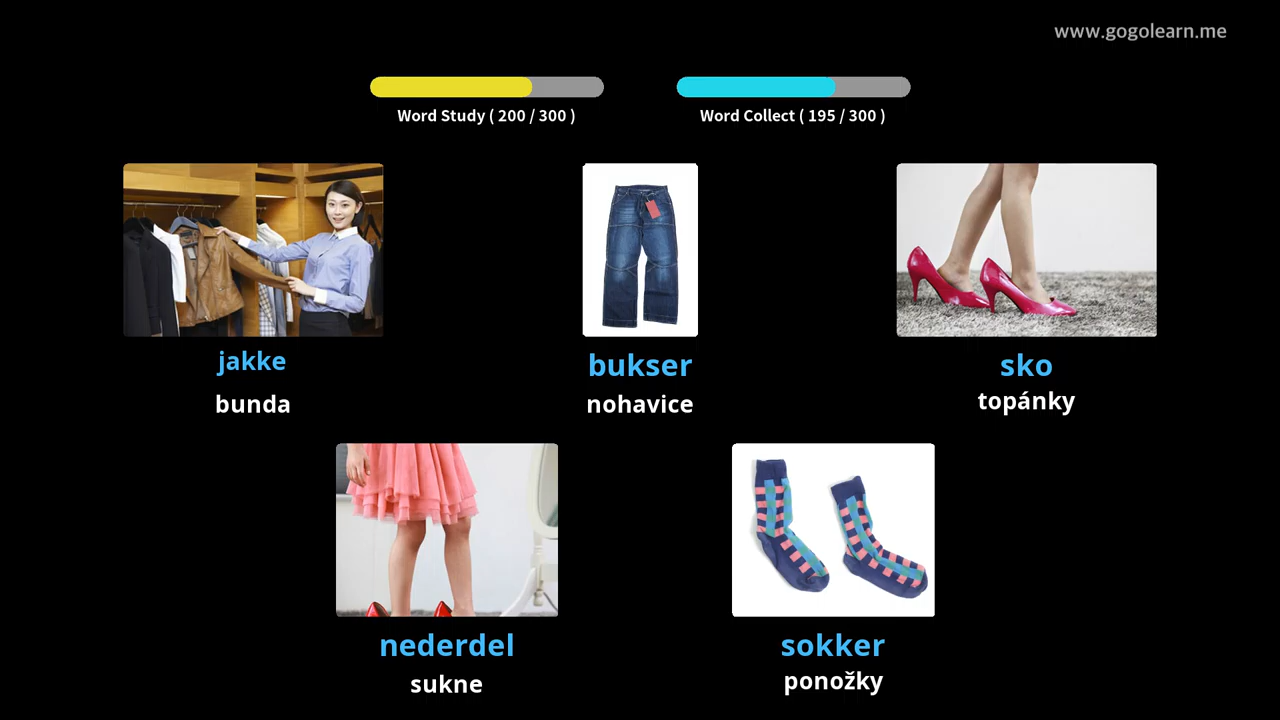 www.gogolearn.me
Word Study ( 200 / 300 )
Word Collect ( 195 / 300 )
jakke
bunda
bukser
nohavice
sko
topánky
nederdel
sukne
sokker
ponožky